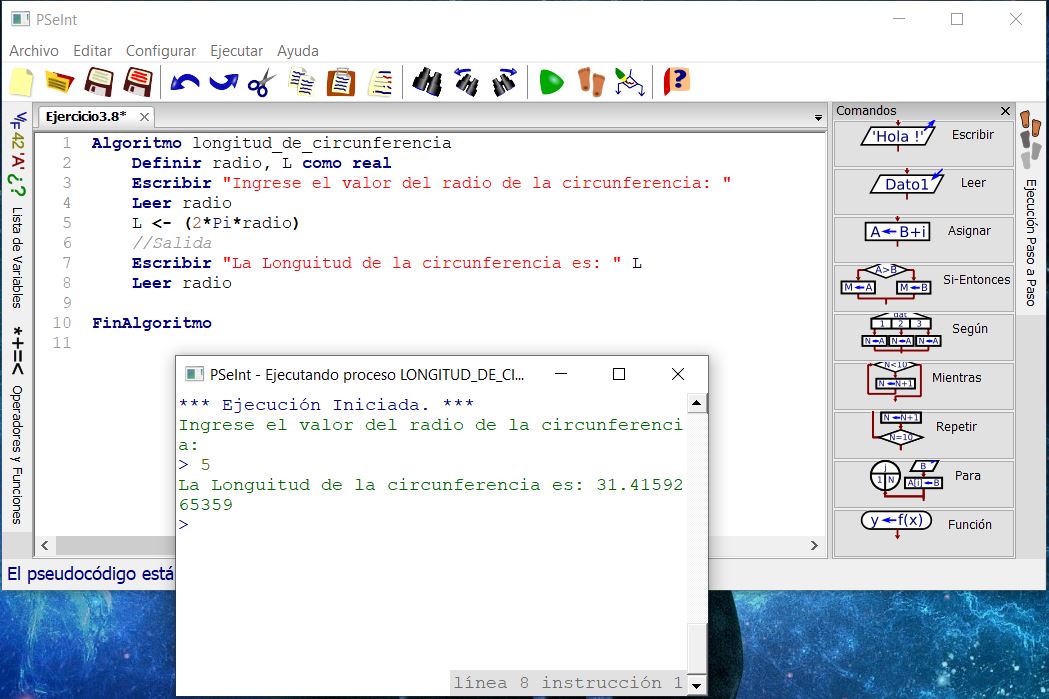 PSeInt
Archivo Editar Configurar Ejecutar Ayuda
Ejercicio3.8*
1 Algoritmo longitud_de_circunferencia
2 Definir radio, L como real
3 Escribir "Ingrese el valor del radio de la circunferencia: "
4 Leer radio
5 L <- (2*Pi*radio)
6 //Salida
7 Escribir "La Longuitud de la circunferencia es: " L
8 Leer radio
9
10 FinAlgoritmo
11
Lista de Variables
*+=<
Operadores y Funciones
El pseudocódigo está
PSeInt - Ejecutando proceso LONGITUD_DE_CI...
*** Ejecución Iniciada. ***
Ingrese el valor del radio de la circunferenci
a:
> 5
La Longuitud de la circunferencia es: 31.41592
65359
>
línea 8 instrucción 1
Comandos
'Hola !' Escribir
Dato1 Leer
A←B+i Asignar
A>B
M←A M←B Si-Entonces
dat
1 2 3
N←A N←A N←A Según
N<10
N←N+1 Mientras
N←N+1
N=10 Repetir
i B
1 N A[i]←B Para
y←f(x) Función
Ejecución Paso a Paso